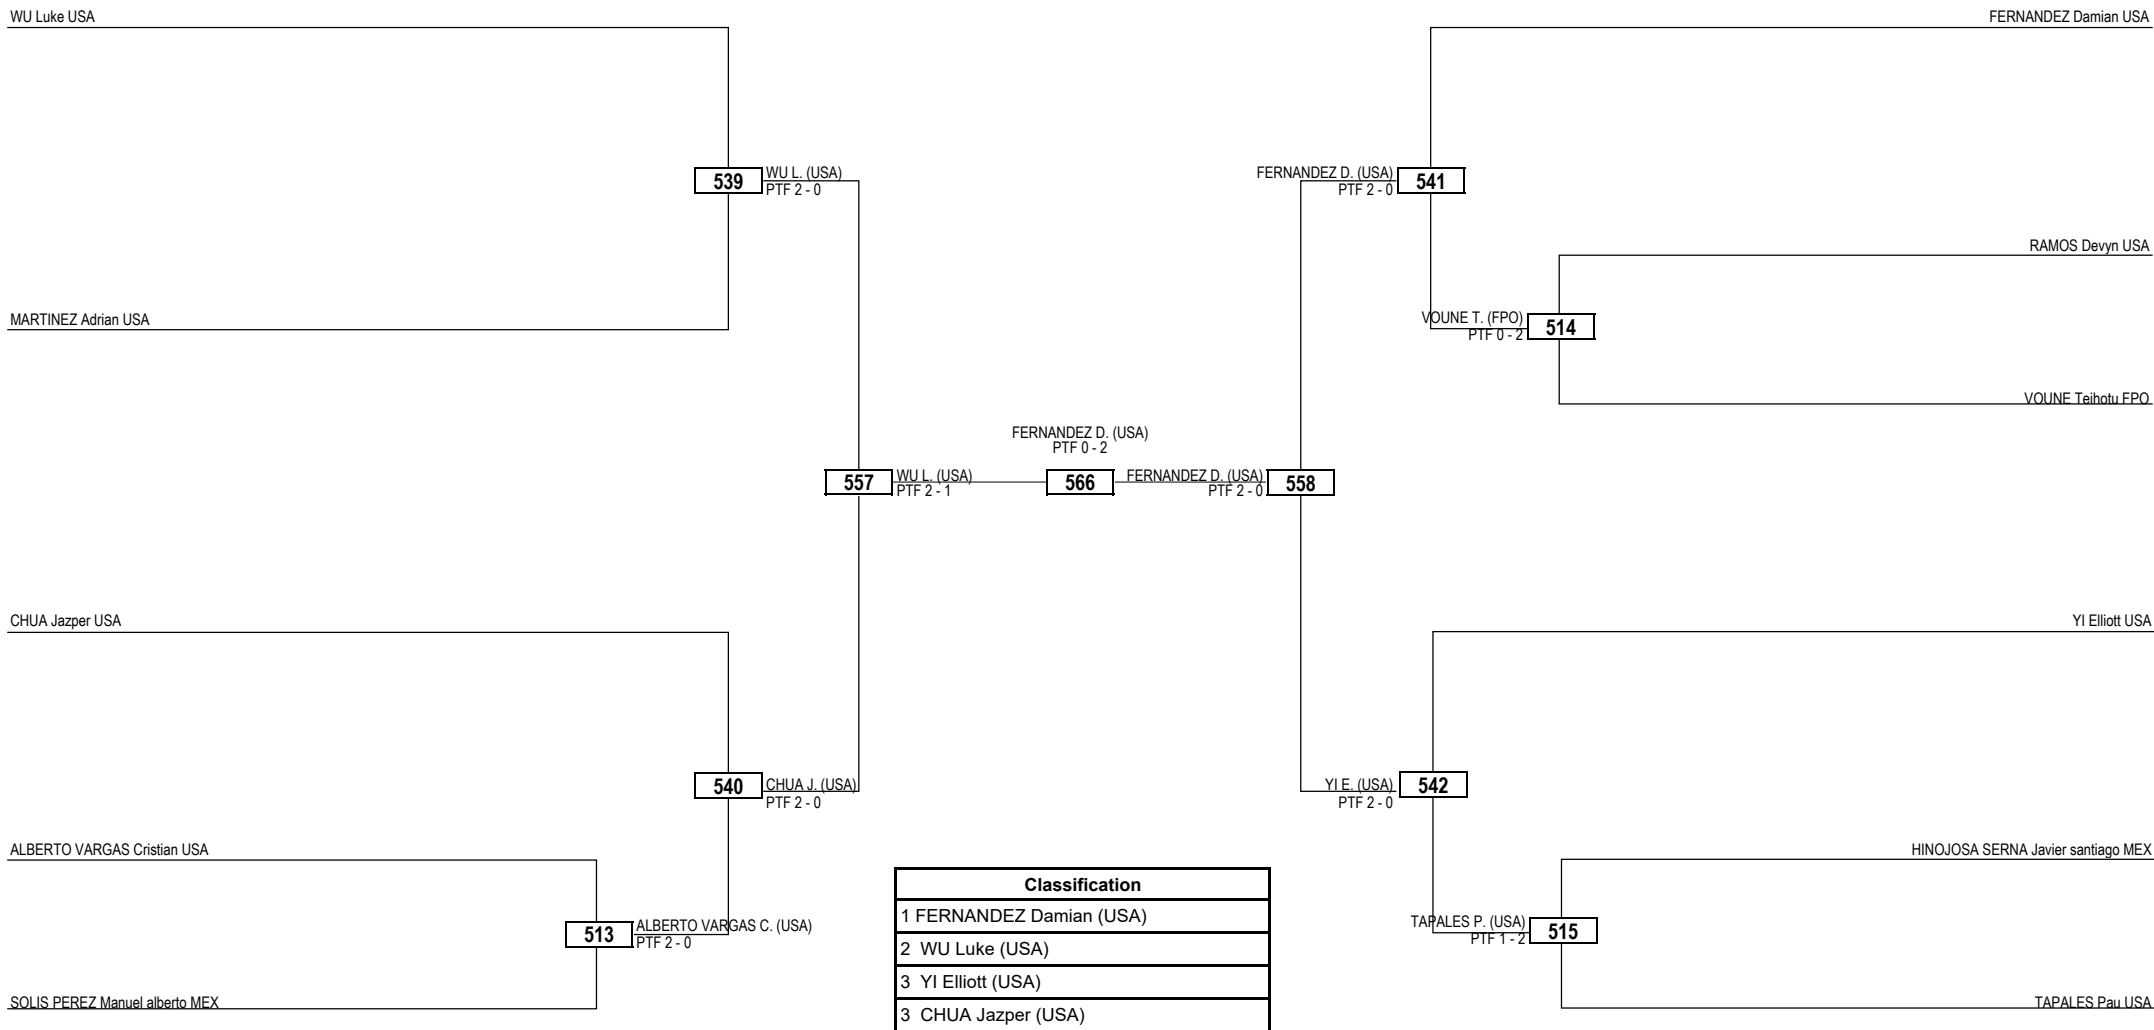 WU Luke USA
FERNANDEZ Damian USA
539
WU L. (USA)
PTF 2 - 0
FERNANDEZ D. (USA)
PTF 2 - 0
541
RAMOS Devyn USA
MARTINEZ Adrian USA
VOUNE T. (FPO)
PTF 0 - 2
514
VOUNE Teihotu FPO
FERNANDEZ D. (USA)
PTF 0 - 2
557
WU L. (USA)
PTF 2 - 1
566
FERNANDEZ D. (USA)
PTF 2 - 0
558
CHUA Jazper USA
YI Elliott USA
540
CHUA J. (USA)
PTF 2 - 0
YI E. (USA)
PTF 2 - 0
542
ALBERTO VARGAS Cristian USA
HINOJOSA SERNA Javier santiago MEX
513
ALBERTO VARGAS C. (USA)
PTF 2 - 0
TAPALES P. (USA)
PTF 1 - 2
515
SOLIS PEREZ Manuel alberto MEX
TAPALES Pau USA
Classification
1 FERNANDEZ Damian (USA)
2 WU Luke (USA)
3 YI Elliott (USA)
3 CHUA Jazper (USA)